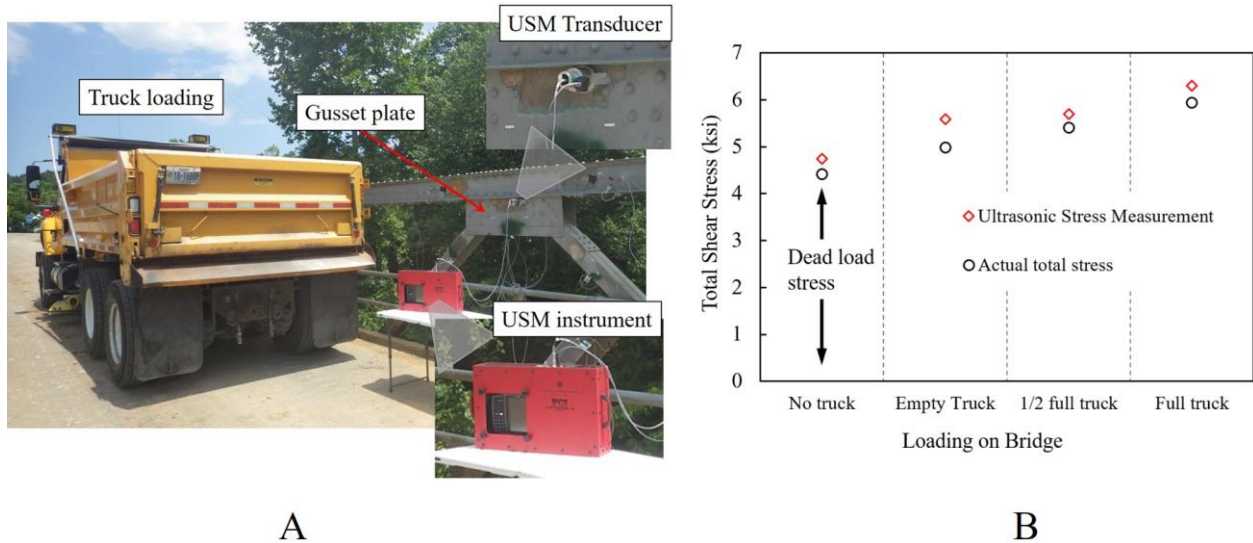 USM Transducer
Truck loading
Gusset plate
USM instrument
A
7
6
5
4
3
2
1
0
Total Shear Stress (ksi)
Ultrasonic Stress Measurement
Actual total stress
Dead load
stress
No truck
Empty Truck
1/2 full truck
Full truck
Loading on Bridge
B